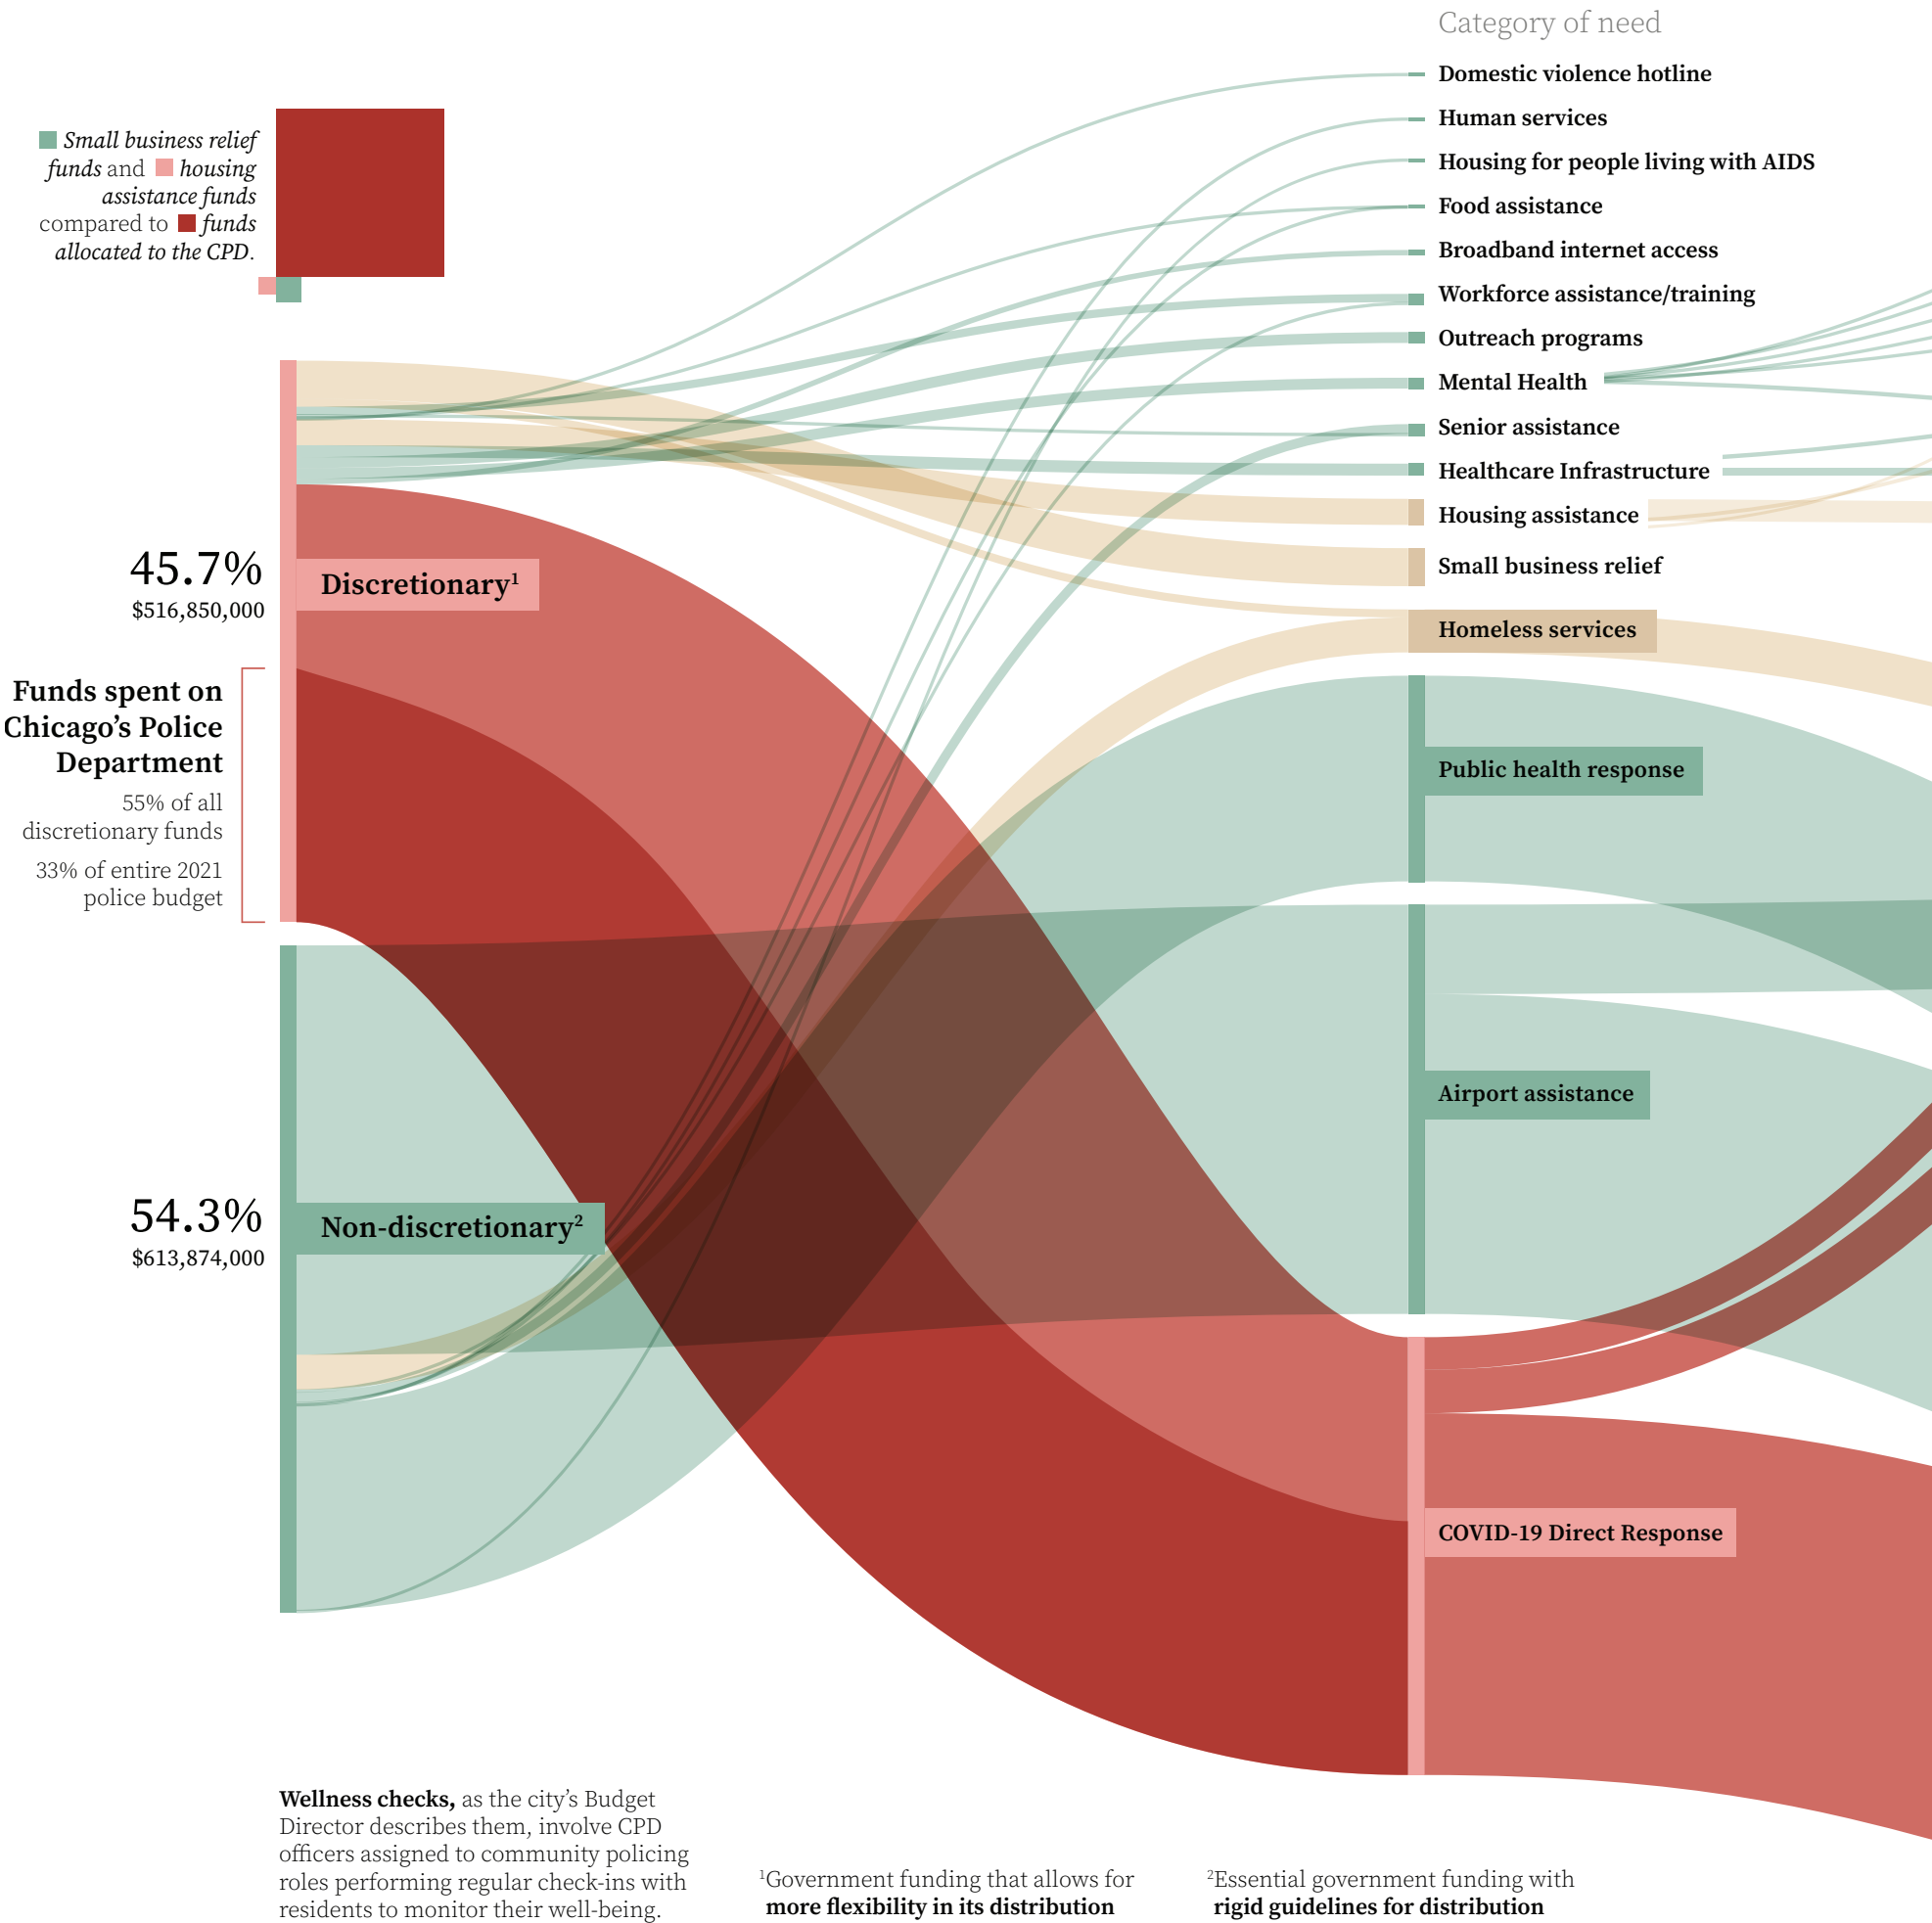 Category of need
Domestic violence hotline
Human services
Housing for people living with AIDS
Food assistance
Broadband internet access
Workforce assistance/training
Outreach programs
Mental Health
Senior assistance
Healthcare Infrastructure
Housing assistance
Small business relief
Homeless services
Public health response
Airport assistance
COVID-19 Direct Response
Small business relief
funds and housing
assistance funds
compared to funds
allocated to the CPD.
45.7%
$516,850,000
Discretionary¹
Funds spent on
Chicago’s Police
Department
55% of all
discretionary funds
33% of entire 2021
police budget
54.3%
$613,874,000
Non-discretionary²
Wellness checks, as the city’s Budget
Director describes them, involve CPD
officers assigned to community policing
roles performing regular check-ins with
residents to monitor their well-being.
¹Government funding that allows for
more flexibility in its distribution
²Essential government funding with
rigid guidelines for distribution